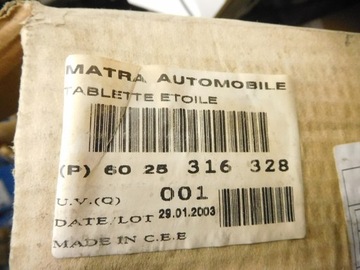 MATRA AUTOMOBILE
TABLETTE ETOILE
(P) 60 25 316 328
U.V.(Q) 001
DATE/LOT 29.01.2003
MADE IN C.E.E